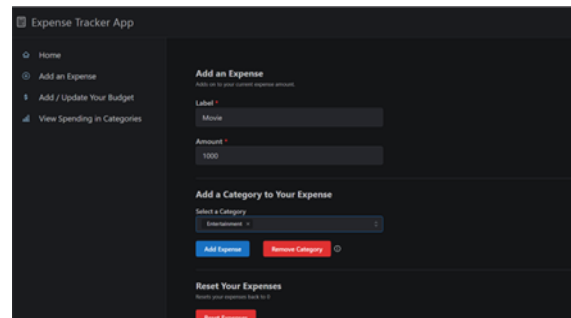 Expense Tracker App
Home
Add an Expense
Add / Update Your Budget
View Spending in Categories
Add an Expense
Adds on to your current expense amount.
Label *
Movie
Amount *
1000
Add a Category to Your Expense
Select a Category
Entertainment ×
Add Expense
Remove Category
Reset Your Expenses
Resets your expenses back to 0
Reset Expenses